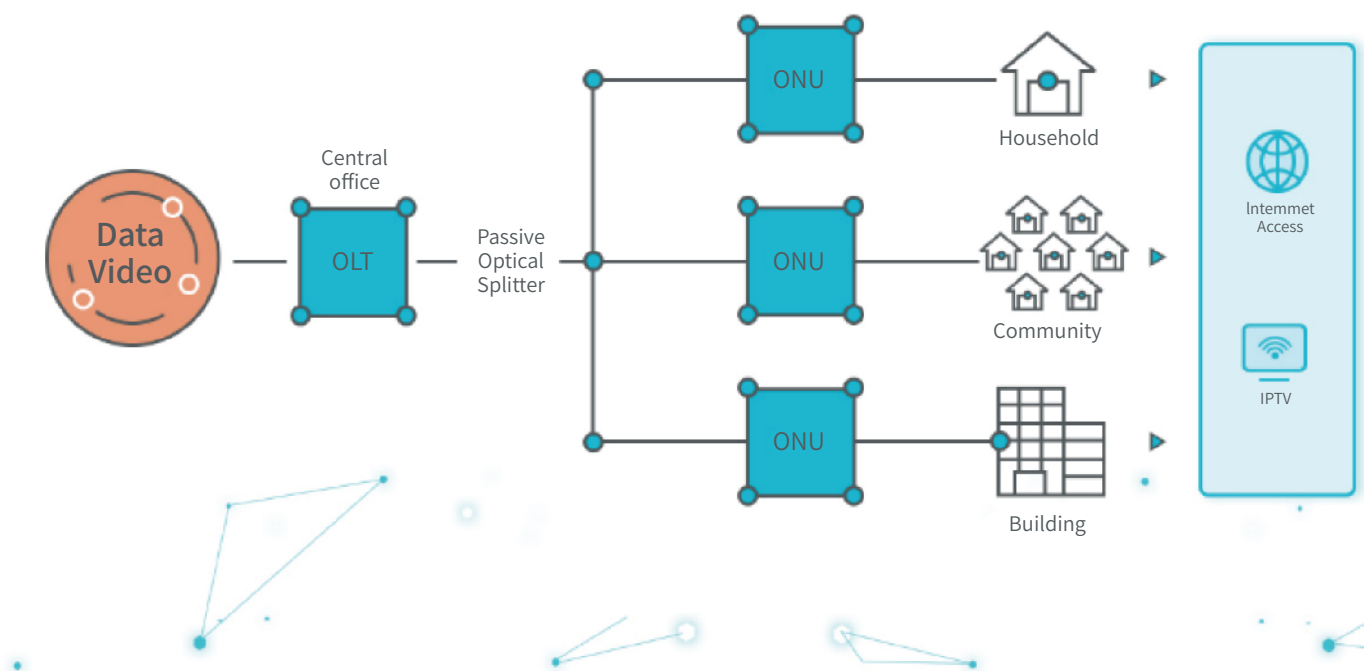 Data
Video
Central
office
OLT
Passive
Optical
Splitter
ONU
Household
ONU
Community
ONU
Building
Intemmet
Access
IPTV